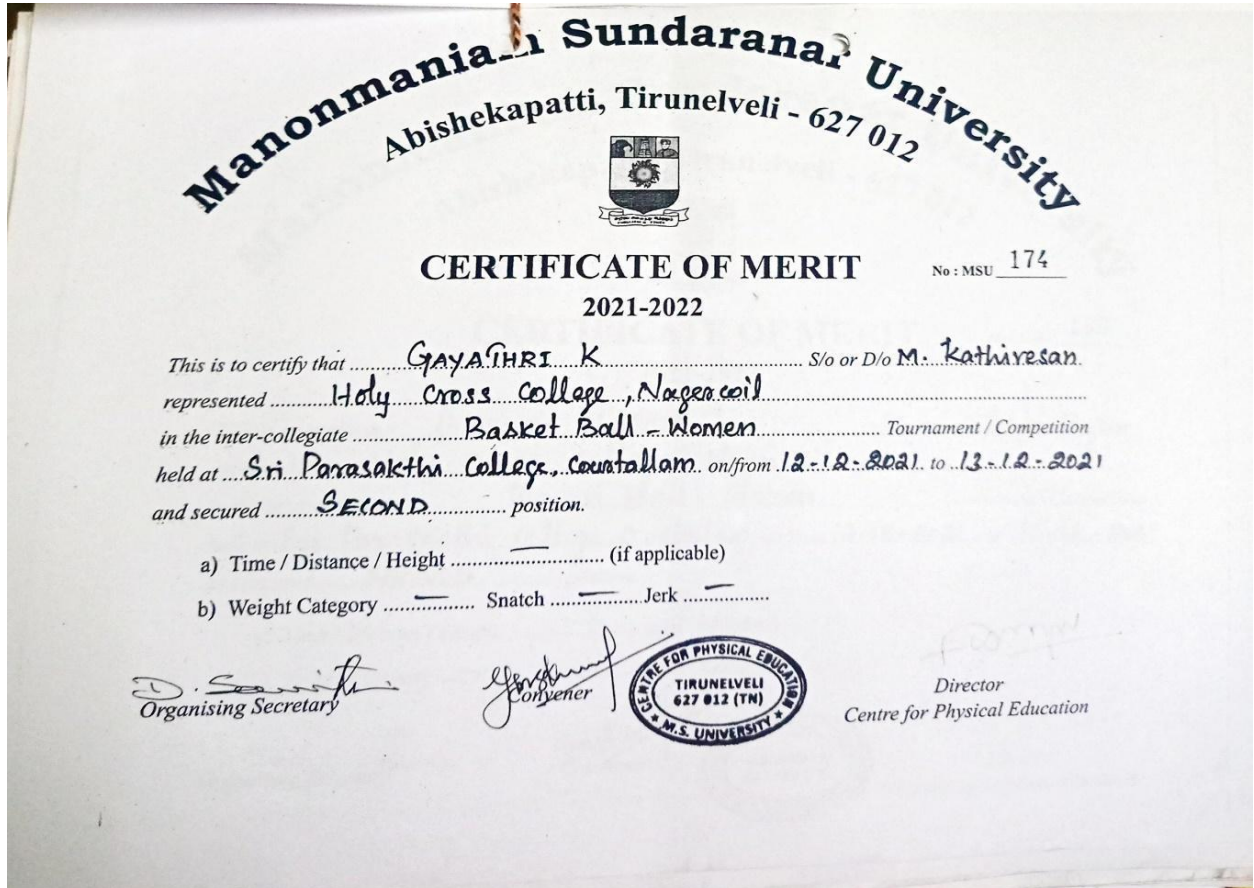 Manonmaniam Sundaranar University
Abishekapatti, Tirunelveli - 627 012
CERTIFICATE OF MERIT
No : MSU 174
2021-2022
This is to certify that GAYATHRI K S/o or D/o M. Kathiresan
represented Holy Cross College, Nagercoil
in the inter-collegiate Basket Ball - Women Tournament / Competition
held at Sri Parasakthi College, Courtallam on/from 12-12-2021 to 13-12-2021
and secured SECOND position.
a) Time / Distance / Height — (if applicable)
b) Weight Category — Snatch — Jerk —
Organising Secretary
Convener
CENTRE FOR PHYSICAL EDUCATION
TIRUNELVELI
627 012 (TN)
M.S. UNIVERSITY
Director
Centre for Physical Education